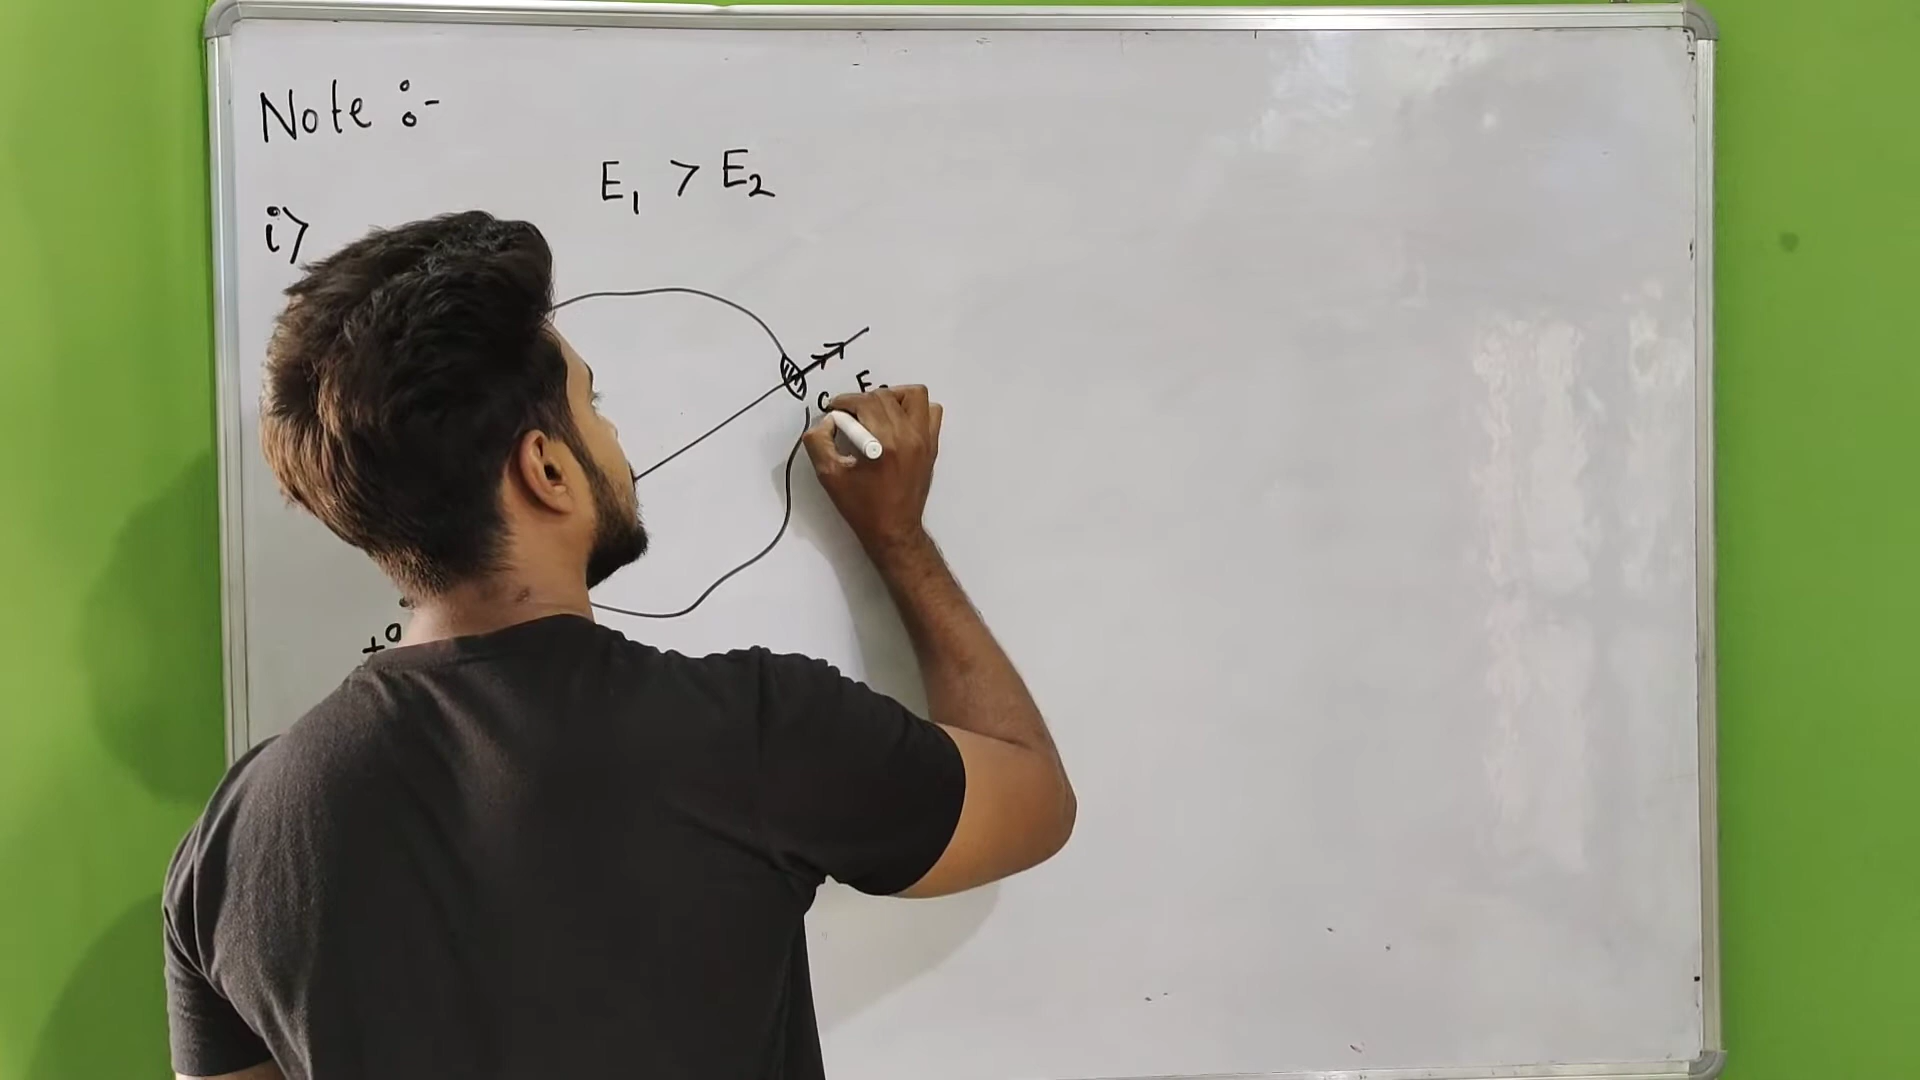 Note :-
E₁ > E₂
i>
+q